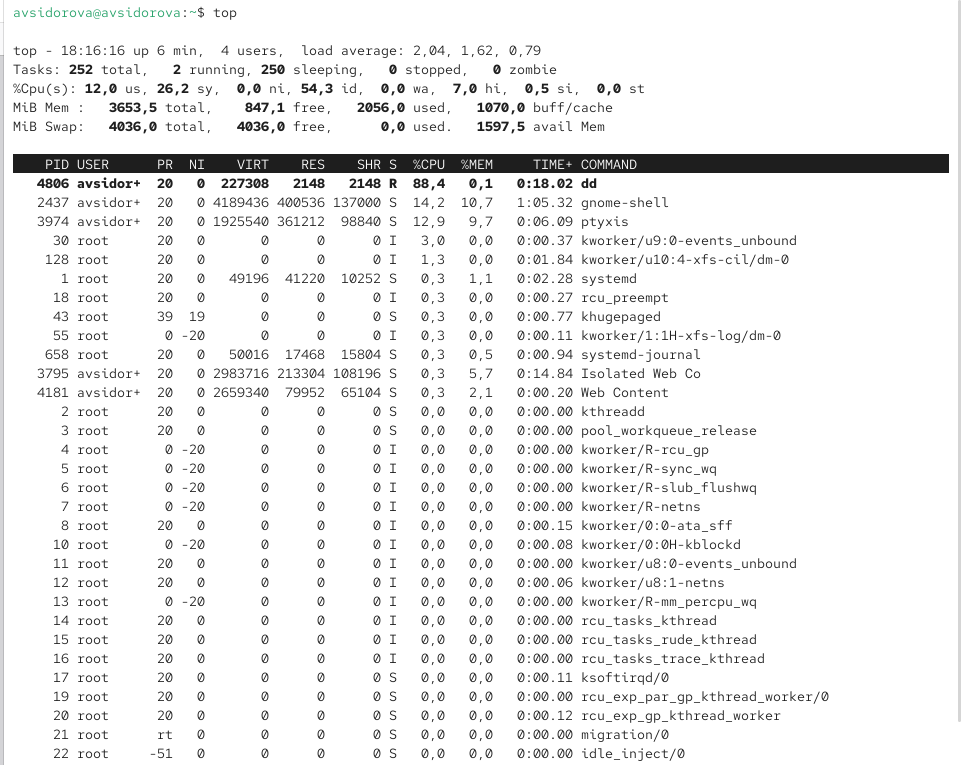 avsidorova@avsidorova:~$ top
top - 18:16:16 up 6 min,  4 users,  load average: 2,04, 1,62, 0,79
Tasks: 252 total,   2 running, 250 sleeping,   0 stopped,   0 zombie
%Cpu(s): 12,0 us, 26,2 sy,  0,0 ni, 54,3 id,  0,0 wa,  7,0 hi,  0,5 si,  0,0 st
MiB Mem :   3653,5 total,    847,1 free,   2056,0 used,   1070,0 buff/cache
MiB Swap:   4036,0 total,   4036,0 free,      0,0 used.   1597,5 avail Mem
PID USER      PR  NI    VIRT    RES    SHR S  %CPU  %MEM     TIME+ COMMAND
4806 avsidor+  20   0  227308   2148   2148 R  88,4   0,1   0:18.02 dd
2437 avsidor+  20   0 4189436 400536 137000 S  14,2  10,7   1:05.32 gnome-shell
3974 avsidor+  20   0 1925540 361212  98840 S  12,9   9,7   0:06.09 ptyxis
30 root      20   0       0      0      0 I   3,0   0,0   0:00.37 kworker/u9:0-events_unbound
128 root      20   0       0      0      0 I   1,3   0,0   0:01.84 kworker/u10:4-xfs-cil/dm-0
1 root      20   0   49196  41220  10252 S   0,3   1,1   0:02.28 systemd
18 root      20   0       0      0      0 I   0,3   0,0   0:00.27 rcu_preempt
43 root      39  19       0      0      0 S   0,3   0,0   0:00.77 khugepaged
55 root       0 -20       0      0      0 I   0,3   0,0   0:00.11 kworker/1:1H-xfs-log/dm-0
658 root      20   0   50016  17468  15804 S   0,3   0,5   0:00.94 systemd-journal
3795 avsidor+  20   0 2983716 213304 108196 S   0,3   5,7   0:14.84 Isolated Web Co
4181 avsidor+  20   0 2659340  79952  65104 S   0,3   2,1   0:00.20 Web Content
2 root      20   0       0      0      0 S   0,0   0,0   0:00.00 kthreadd
3 root      20   0       0      0      0 S   0,0   0,0   0:00.00 pool_workqueue_release
4 root       0 -20       0      0      0 I   0,0   0,0   0:00.00 kworker/R-rcu_gp
5 root       0 -20       0      0      0 I   0,0   0,0   0:00.00 kworker/R-sync_wq
6 root       0 -20       0      0      0 I   0,0   0,0   0:00.00 kworker/R-slub_flushwq
7 root       0 -20       0      0      0 I   0,0   0,0   0:00.00 kworker/R-netns
8 root      20   0       0      0      0 I   0,0   0,0   0:00.15 kworker/0:0-ata_sff
10 root       0 -20       0      0      0 I   0,0   0,0   0:00.08 kworker/0:0H-kblockd
11 root      20   0       0      0      0 I   0,0   0,0   0:00.00 kworker/u8:0-events_unbound
12 root      20   0       0      0      0 I   0,0   0,0   0:00.06 kworker/u8:1-netns
13 root       0 -20       0      0      0 I   0,0   0,0   0:00.00 kworker/R-mm_percpu_wq
14 root      20   0       0      0      0 I   0,0   0,0   0:00.00 rcu_tasks_kthread
15 root      20   0       0      0      0 I   0,0   0,0   0:00.00 rcu_tasks_rude_kthread
16 root      20   0       0      0      0 I   0,0   0,0   0:00.00 rcu_tasks_trace_kthread
17 root      20   0       0      0      0 S   0,0   0,0   0:00.11 ksoftirqd/0
19 root      20   0       0      0      0 S   0,0   0,0   0:00.00 rcu_exp_par_gp_kthread_worker/0
20 root      20   0       0      0      0 S   0,0   0,0   0:00.12 rcu_exp_gp_kthread_worker
21 root      rt   0       0      0      0 S   0,0   0,0   0:00.00 migration/0
22 root     -51   0       0      0      0 S   0,0   0,0   0:00.00 idle_inject/0